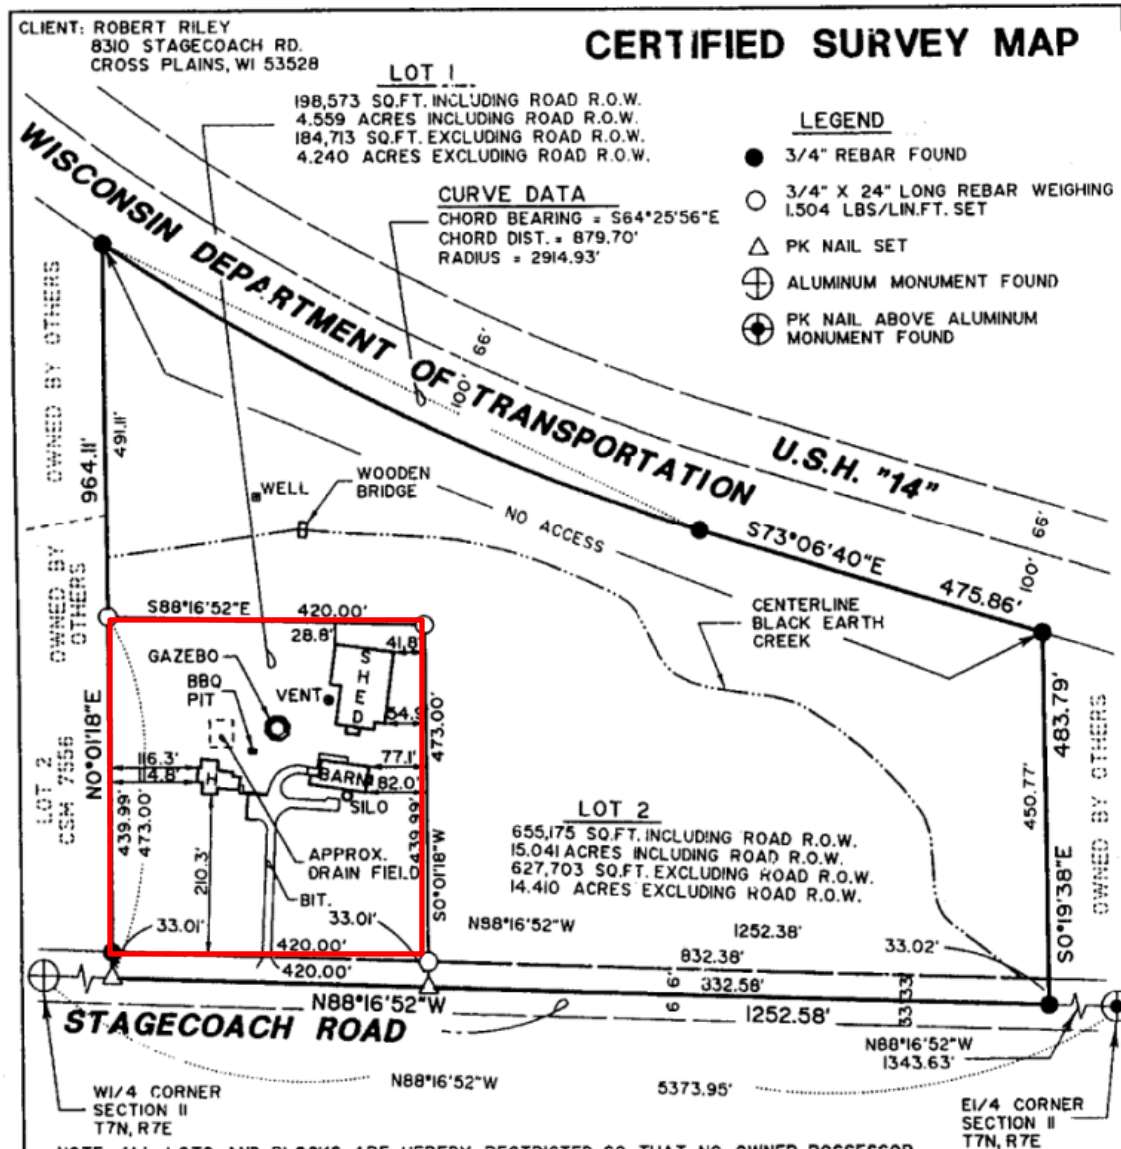 CLIENT: ROBERT RILEY
8310 STAGECOACH RD.
CROSS PLAINS, WI 53528
CERTIFIED SURVEY MAP
LOT 1
198,573 SQ.FT. INCLUDING ROAD R.O.W.
4.559 ACRES INCLUDING ROAD R.O.W.
184,713 SQ.FT. EXCLUDING ROAD R.O.W.
4.240 ACRES EXCLUDING ROAD R.O.W.
LEGEND
3/4" REBAR FOUND
3/4" X 24" LONG REBAR WEIGHING
1.504 LBS/LIN.FT. SET
PK NAIL SET
ALUMINUM MONUMENT FOUND
PK NAIL ABOVE ALUMINUM
MONUMENT FOUND
CURVE DATA
CHORD BEARING = S64°25'56"E
CHORD DIST. = 879.70'
RADIUS = 2914.93'
WISCONSIN DEPARTMENT OF TRANSPORTATION
U.S.H. "14"
66'
100'
OWNED BY OTHERS
964.11'
491.11'
WELL
WOODEN
BRIDGE
NO ACCESS
S73°06'40"E
475.86'
66'
100'
CENTERLINE
BLACK EARTH
CREEK
OWNED BY
OTHERS
S88°16'52"E
420.00'
28.8'
41.8'
GAZEBO
BBQ
PIT
VENT
SHED
54.9'
473.00'
N0°01'18"E
LOT 2
CSM 7556
116.3'
114.8'
H
BARN
77.1'
82.0'
SILO
439.99'
473.00'
210.3'
APPROX.
DRAIN FIELD
BIT.
439.99'
S0°01'18"W
33.01'
33.01'
420.00'
420.00'
LOT 2
655,175 SQ.FT. INCLUDING ROAD R.O.W.
15.041 ACRES INCLUDING ROAD R.O.W.
627,703 SQ.FT. EXCLUDING ROAD R.O.W.
14.410 ACRES EXCLUDING ROAD R.O.W.
483.79'
450.77'
S0°19'38"E
OWNED BY OTHERS
N88°16'52"W
1252.38'
832.38'
33.02'
332.58'
33'
33'
N88°16'52"W
1252.58'
STAGECOACH ROAD
N88°16'52"W
1343.63'
N88°16'52"W
5373.95'
W1/4 CORNER
SECTION 11
T7N, R7E
E1/4 CORNER
SECTION 11
T7N, R7E